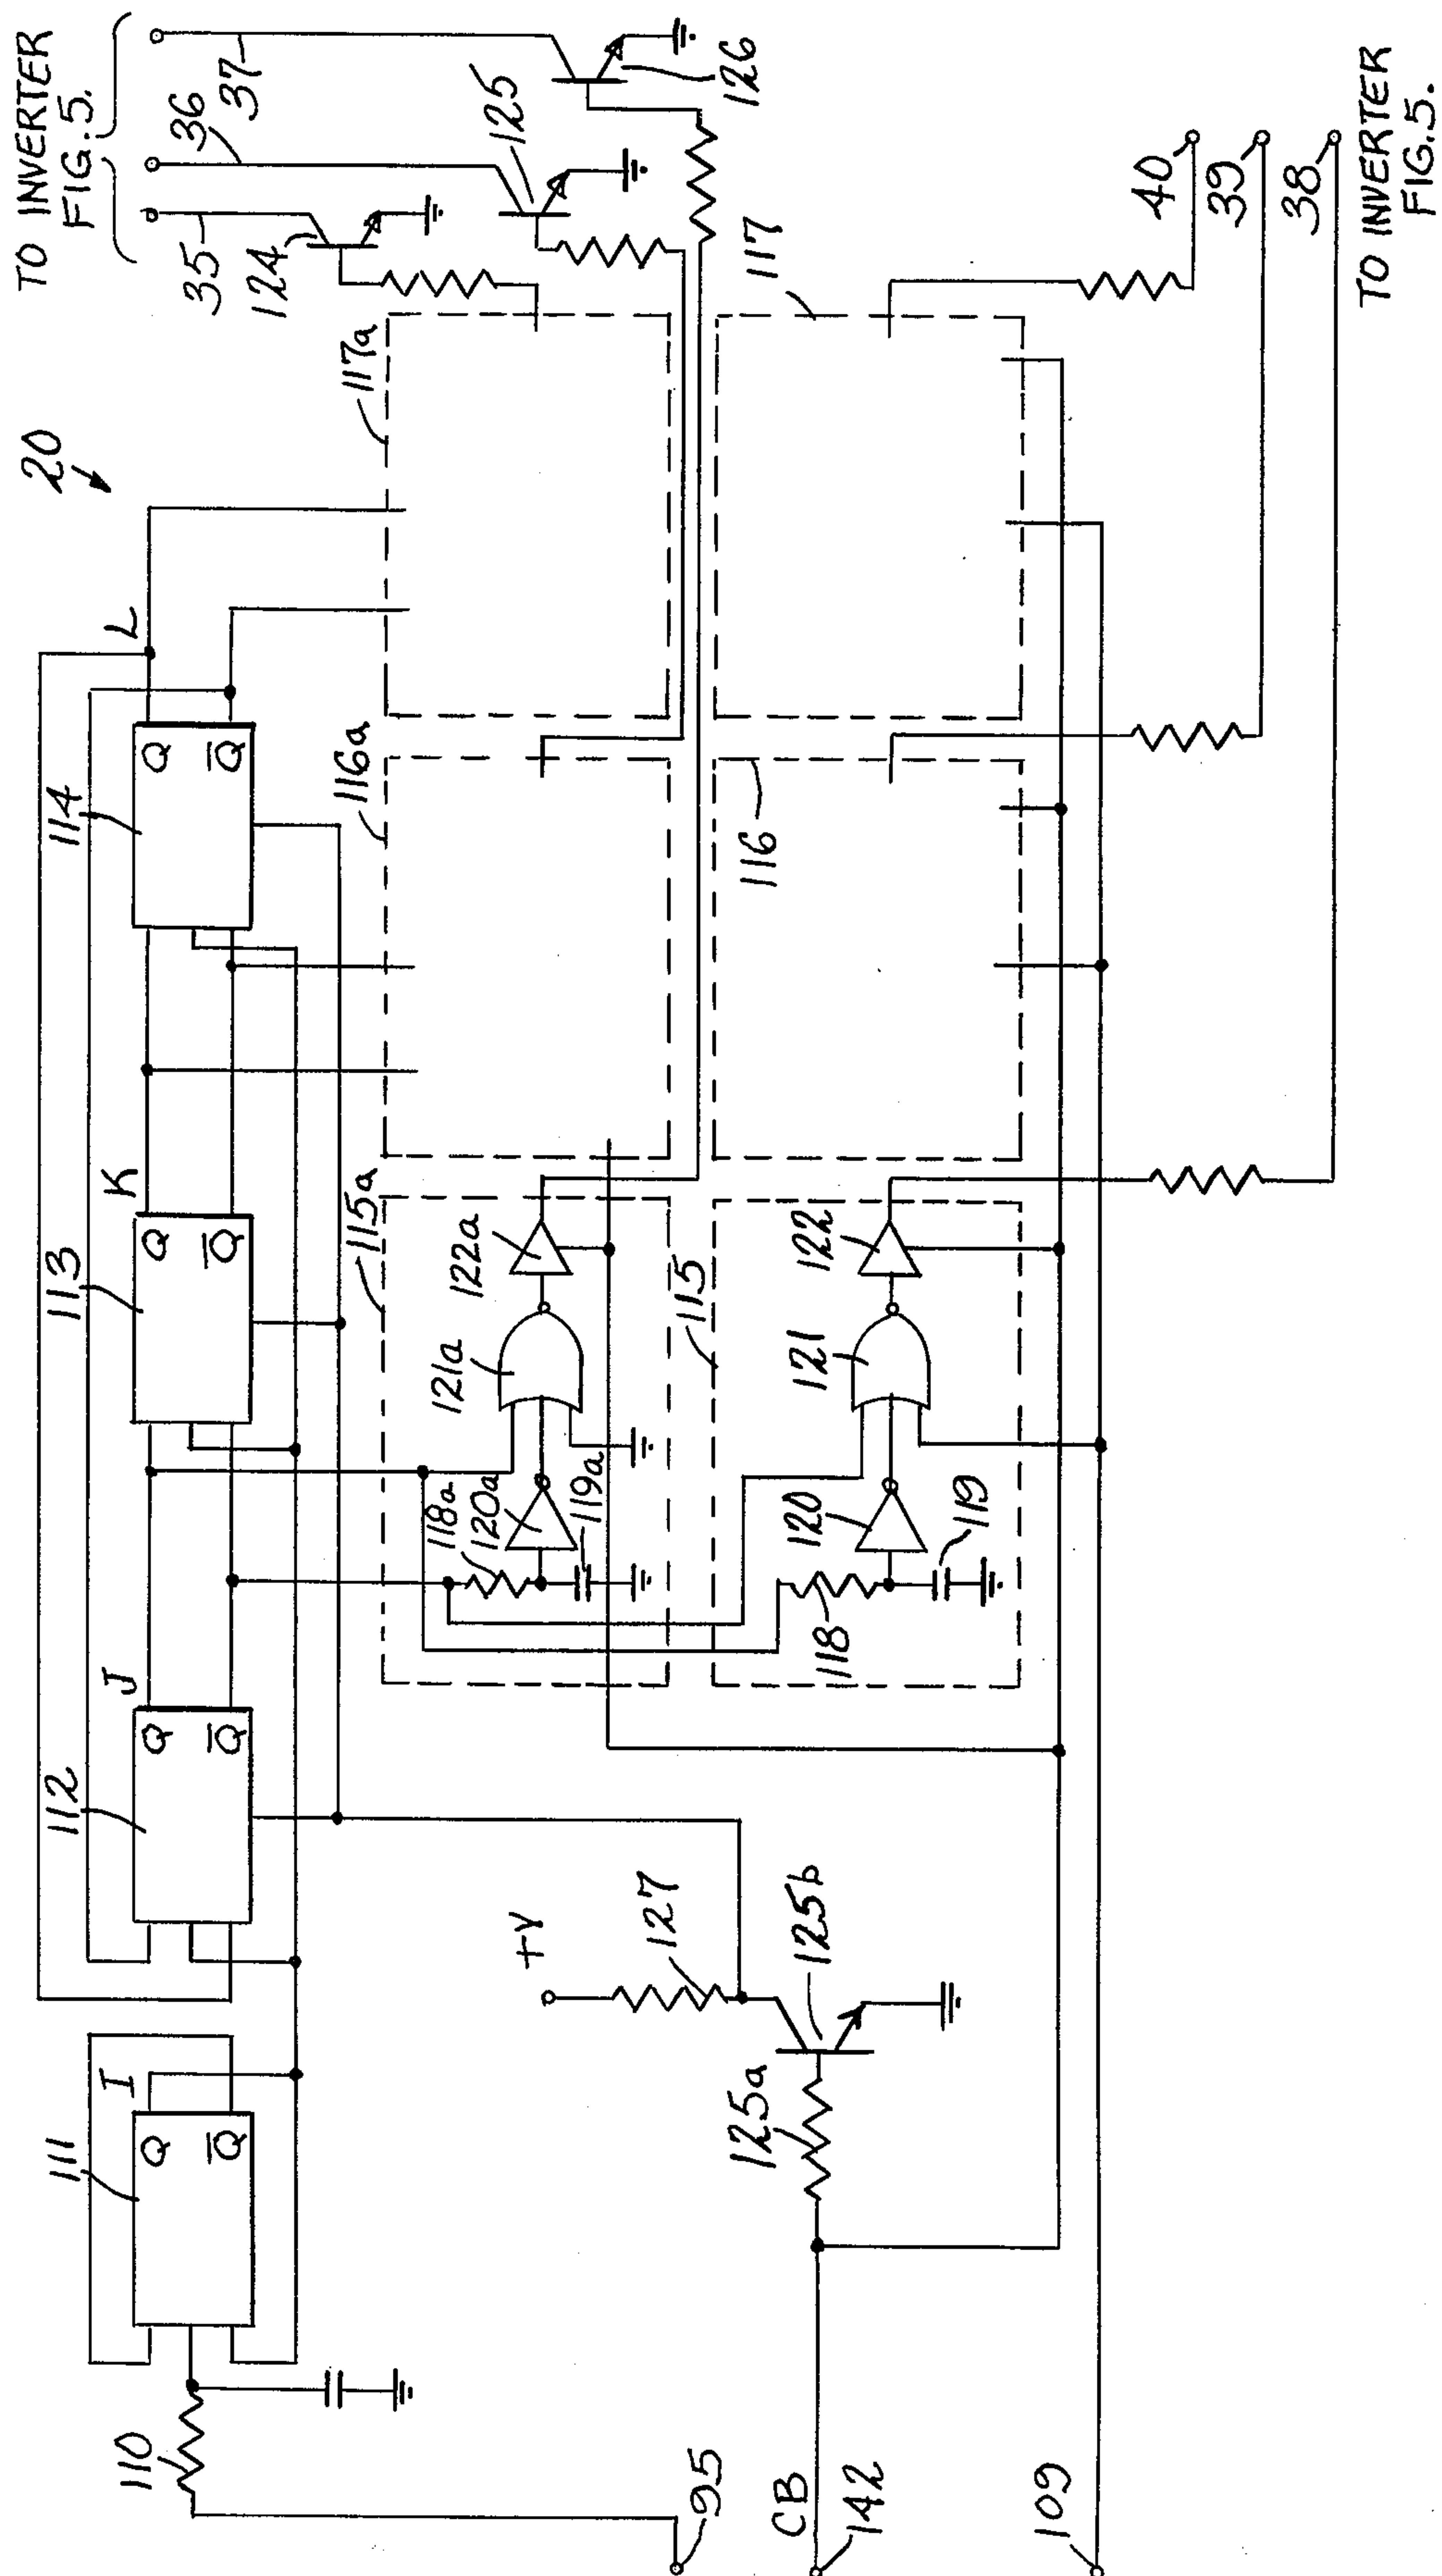 TO INVERTER
FIG.5.
35
36
37
124
125
126
20
111
I
Q
Q̅
112
J
Q
Q̅
113
K
Q
Q̅
114
L
Q
Q̅
110
115a
116a
117a
118a
120a
119a
121a
122a
115
116
117
118
120
119
121
122
+V
127
125a
125b
95
CB
142
109
40
39
38
TO INVERTER
FIG.5.